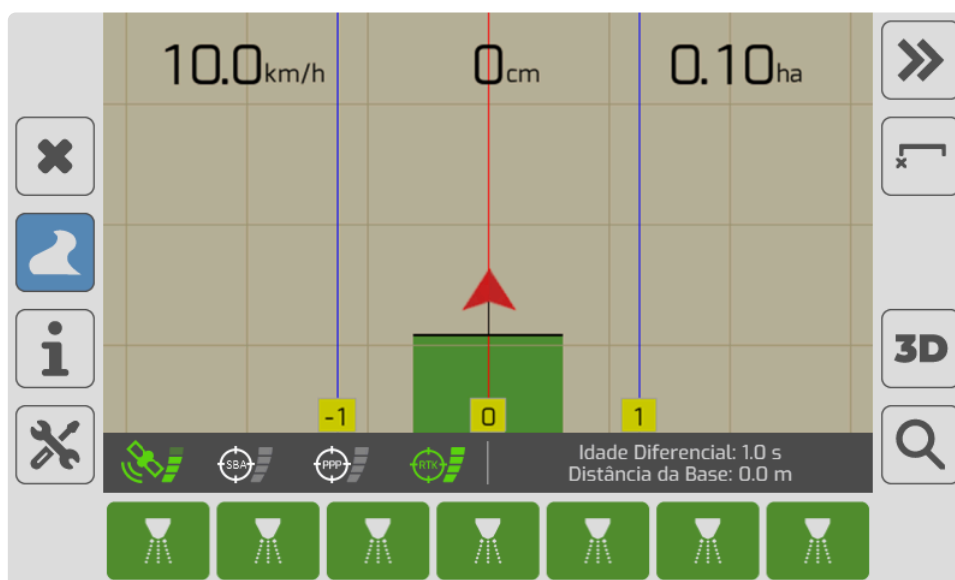 10.0km/h
0cm
0.10ha
3D
-1
0
1
SBA
PPP
RTK
Idade Diferencial: 1.0 s
Distância da Base: 0.0 m